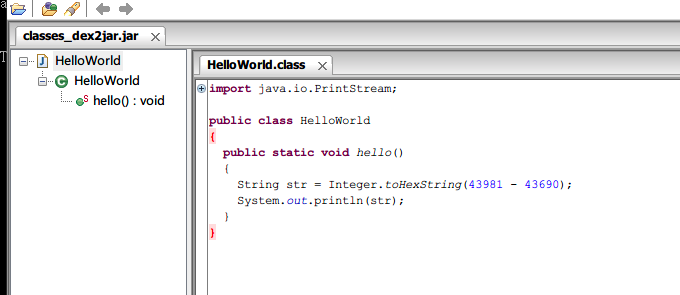 classes_dex2jar.jar
HelloWorld
HelloWorld
hello() : void
HelloWorld.class
import java.io.PrintStream;
public class HelloWorld
{
public static void hello()
{
String str = Integer.toHexString(43981 - 43690);
System.out.println(str);
}
}